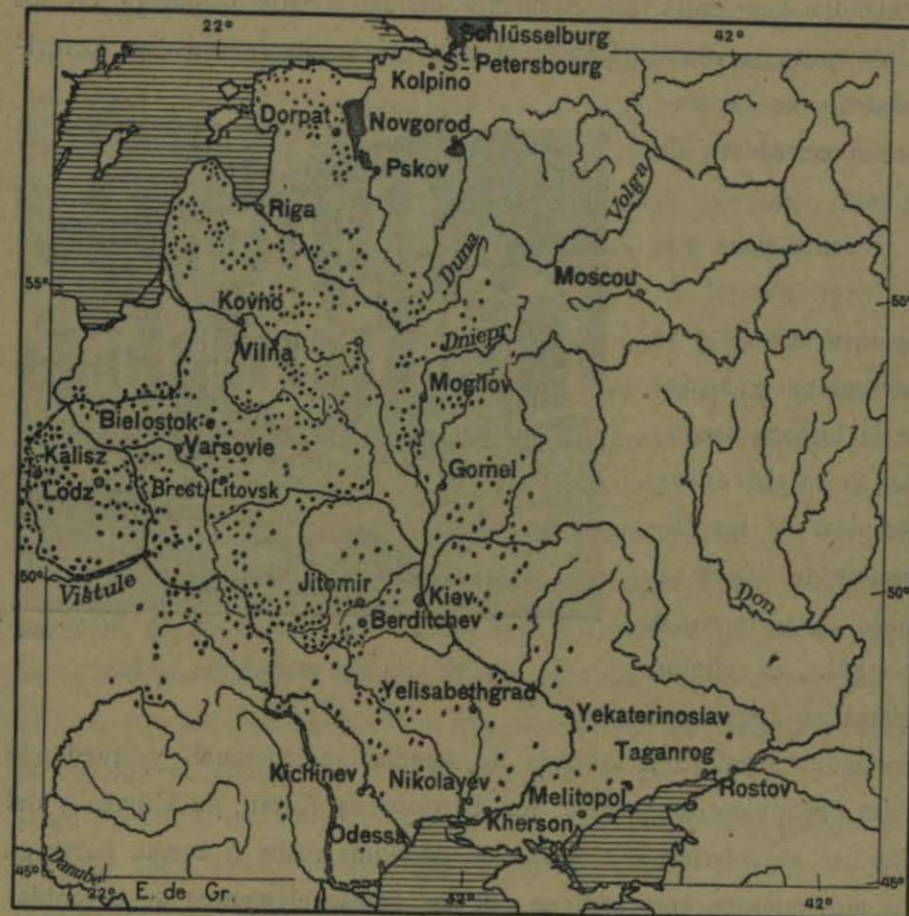 22°
Schlüsselburg
42°
S-Petersbourg
Kolpino
Dorpat
Novgorod
Pskov
Volga
Riga
Duna
Moscou
55°
55°
Kovno
Dniepr
Vilna
Mogilov
Bielostok
Varsovie
Kalisz
Gomel
Lodz
Brest-Litovsk
50°
Jitomir
Vistule
Kiev
Don
50°
Berditchev
Yelisabethgrad
Yekaterinoslav
Taganrog
Kichinev
Nikolayev
Melitopol
Rostov
Kherson
Odessa
Danube
45°
45°
22°
E. de Gr.
32°
42°